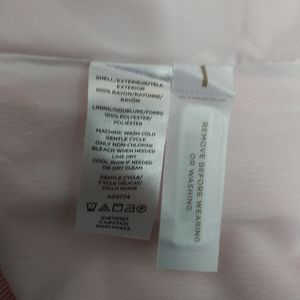 SHELL/EXTERIEUR/TELA
EXTERIOR
100% RAYON/RAYONNE/
RAYÓN
LINING/DOUBLURE/FORRO
100% POLYESTER/
POLIÉSTER
MACHINE WASH COLD
GENTLE CYCLE
ONLY NON-CHLORINE
BLEACH WHEN NEEDED
LINE DRY
COOL IRON IF NEEDED
OR DRY CLEAN
GENTLE CYCLE/
CYCLE DÉLICAT/
CICLO SUAVE
REMOVE BEFORE WEARING
OR WASHING